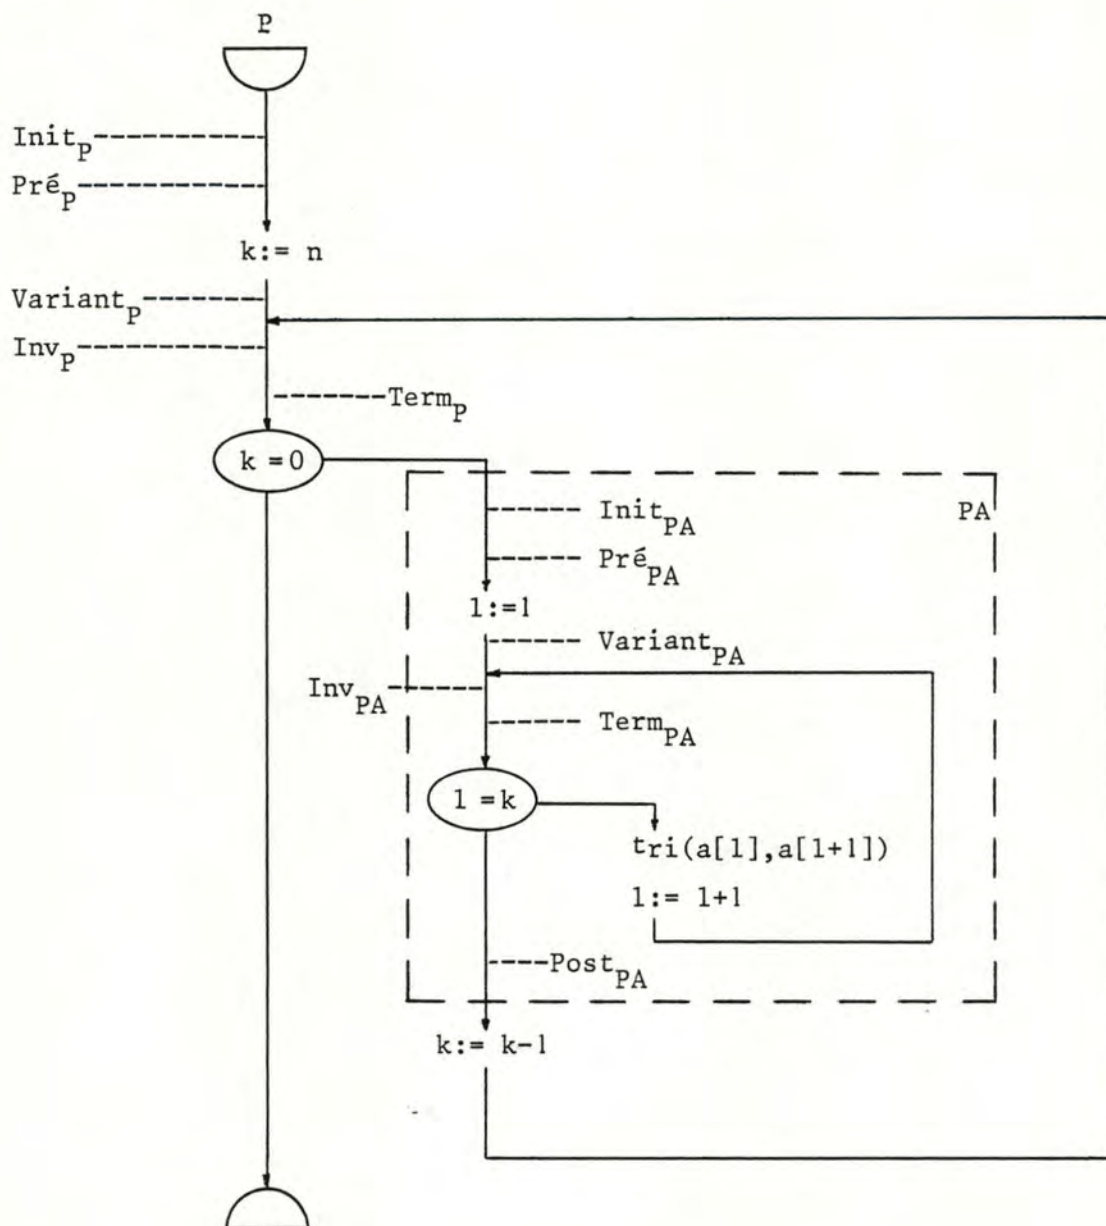 P
Init_P
Pré_P
k:= n
Variant_P
Inv_P
Term_P
k =0
Init_PA
PA
Pré_PA
l:=1
Variant_PA
Inv_PA
Term_PA
l =k
tri(a[l],a[l+1])
l:= l+1
Post_PA
k:= k-1